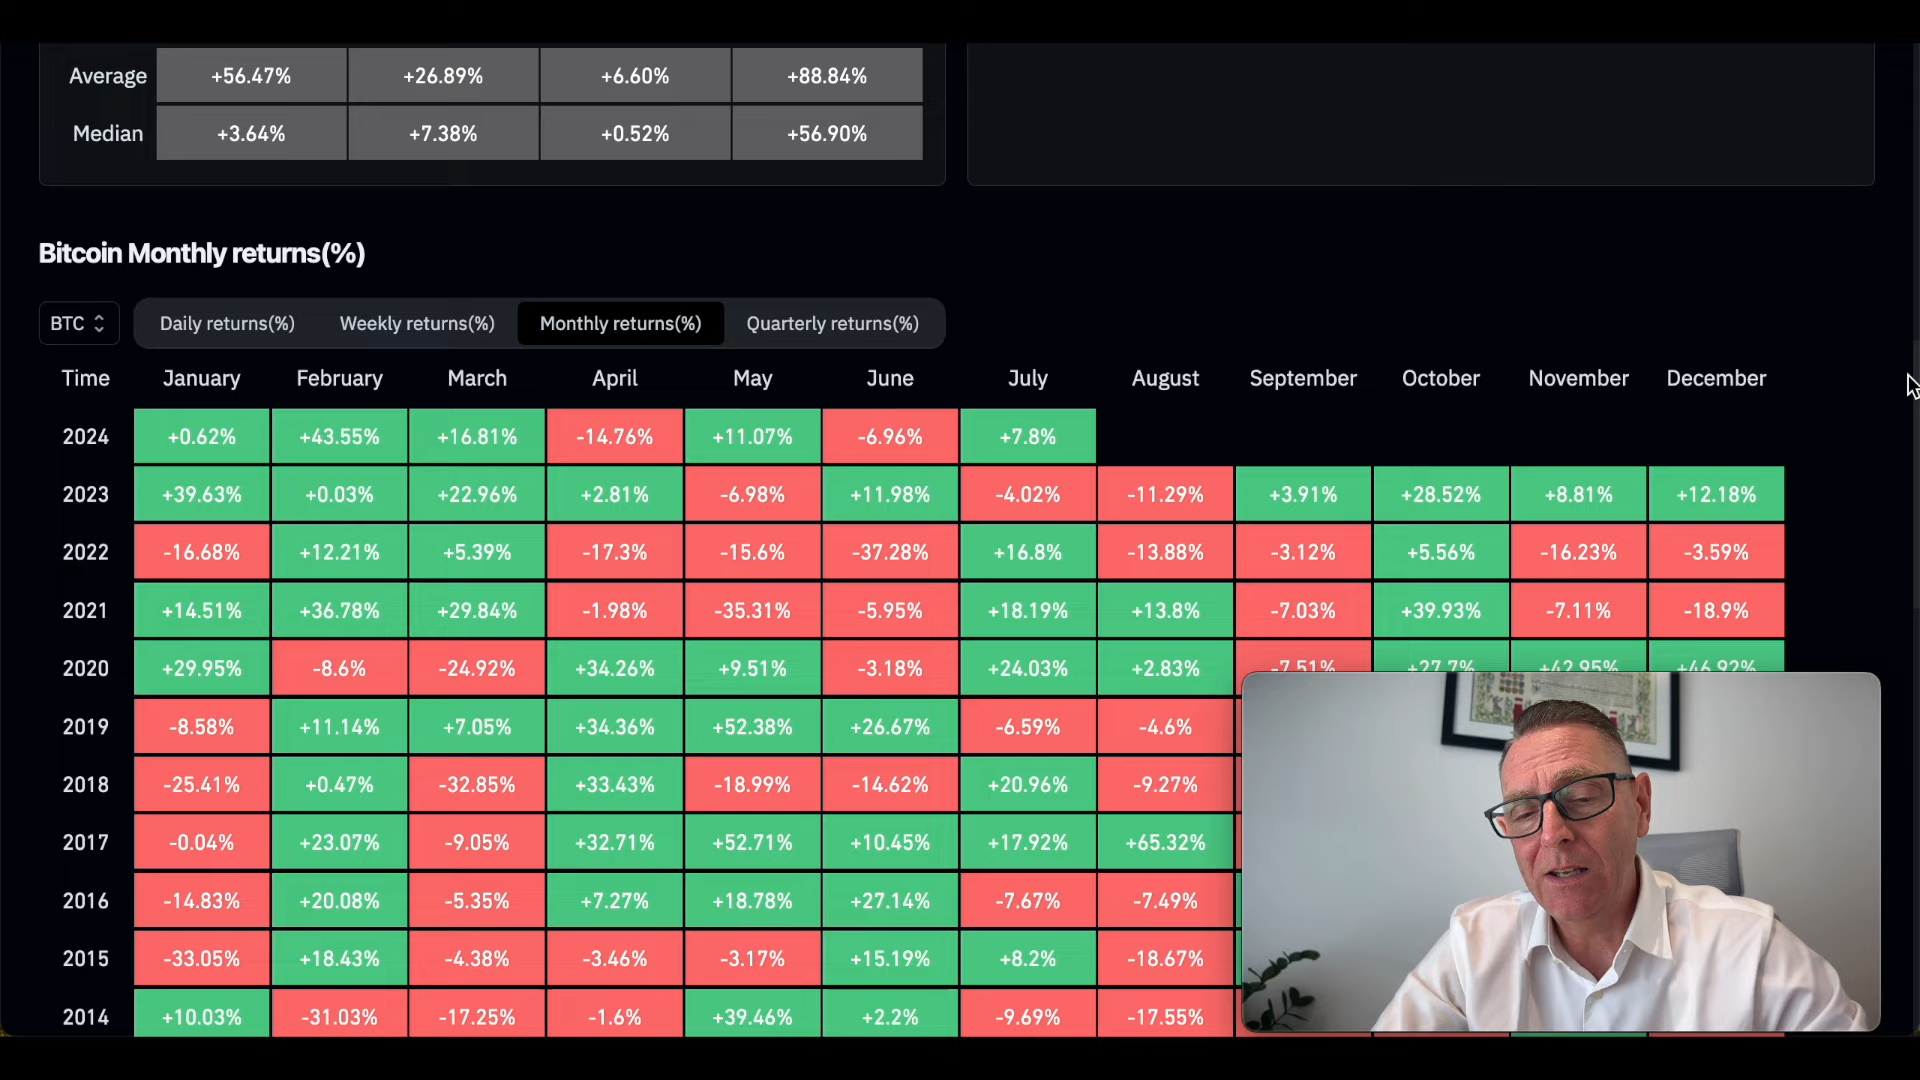 Average +56.47% +26.89% +6.60% +88.84%
Median +3.64% +7.38% +0.52% +56.90%
Bitcoin Monthly returns(%)
BTC Daily returns(%) Weekly returns(%) Monthly returns(%) Quarterly returns(%)
Time January February March April May June July August September October November December
2024 +0.62% +43.55% +16.81% -14.76% +11.07% -6.96% +7.8%
2023 +39.63% +0.03% +22.96% +2.81% -6.98% +11.98% -4.02% -11.29% +3.91% +28.52% +8.81% +12.18%
2022 -16.68% +12.21% +5.39% -17.3% -15.6% -37.28% +16.8% -13.88% -3.12% +5.56% -16.23% -3.59%
2021 +14.51% +36.78% +29.84% -1.98% -35.31% -5.95% +18.19% +13.8% -7.03% +39.93% -7.11% -18.9%
2020 +29.95% -8.6% -24.92% +34.26% +9.51% -3.18% +24.03% +2.83% -7.51% +27.7% +42.95% +46.92%
2019 -8.58% +11.14% +7.05% +34.36% +52.38% +26.67% -6.59% -4.6%
2018 -25.41% +0.47% -32.85% +33.43% -18.99% -14.62% +20.96% -9.27%
2017 -0.04% +23.07% -9.05% +32.71% +52.71% +10.45% +17.92% +65.32%
2016 -14.83% +20.08% -5.35% +7.27% +18.78% +27.14% -7.67% -7.49%
2015 -33.05% +18.43% -4.38% -3.46% -3.17% +15.19% +8.2% -18.67%
2014 +10.03% -31.03% -17.25% -1.6% +39.46% +2.2% -9.69% -17.55%